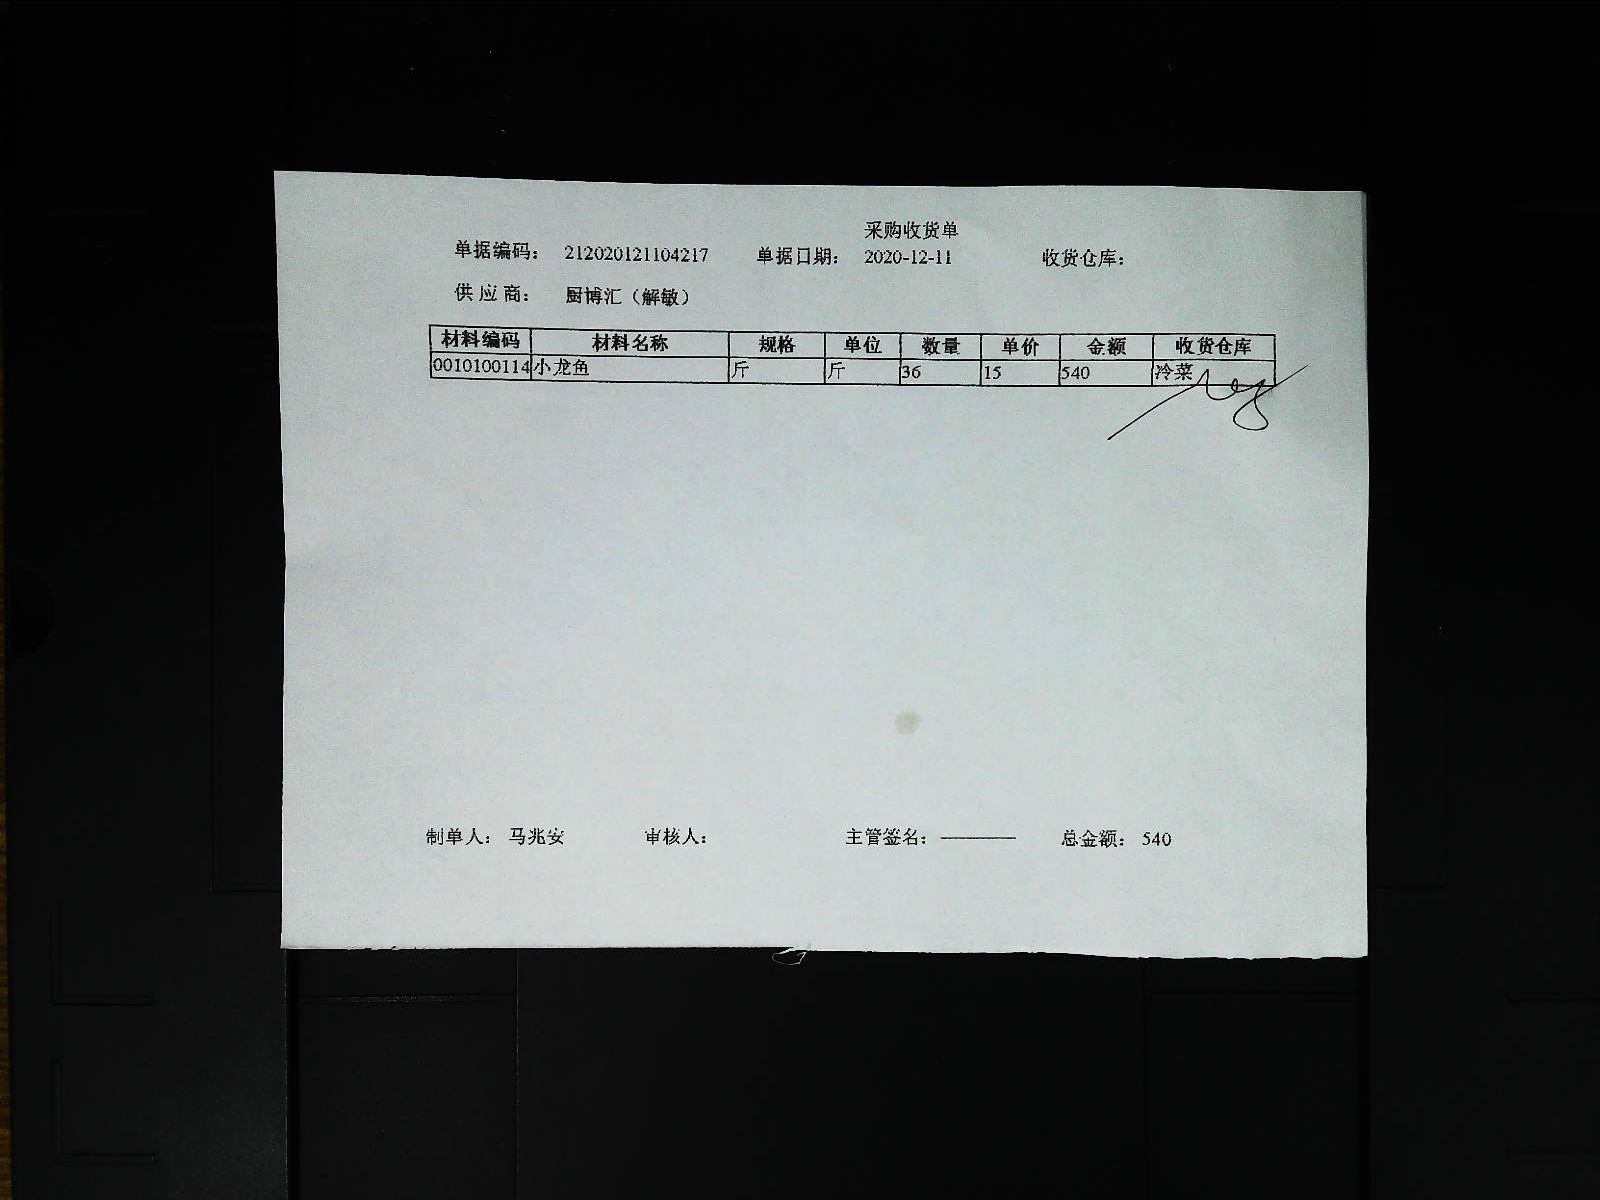 采购收货单
单据编码： 212020121104217 单据日期： 2020-12-11 收货仓库：
供 应 商： 厨博汇（解敏）
材料编码 材料名称 规格 单位 数量 单价 金额 收货仓库
0010100114 小龙鱼 斤 斤 36 15 540 冷菜
制单人： 马兆安 审核人： 主管签名： 总金额： 540